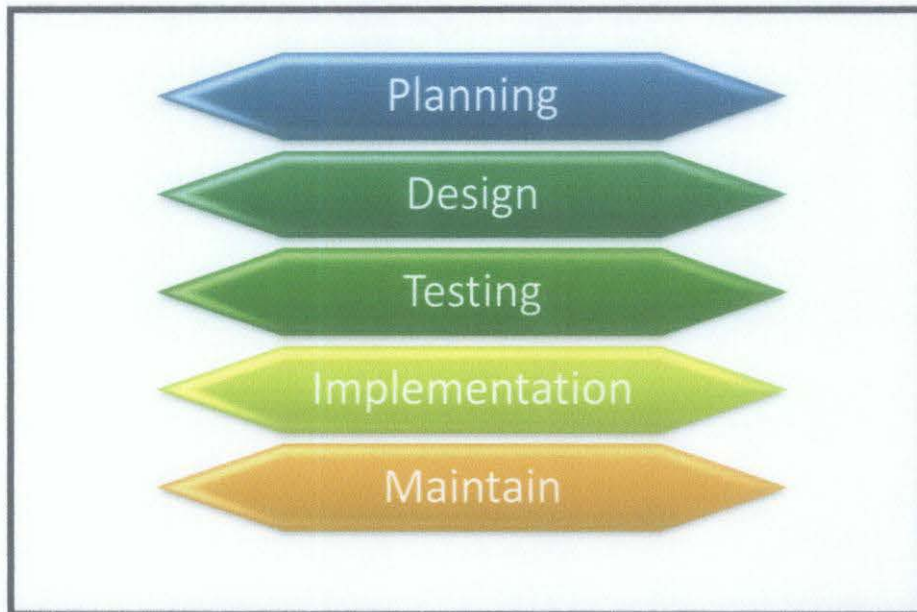 Planning
Design
Testing
Implementation
Maintain